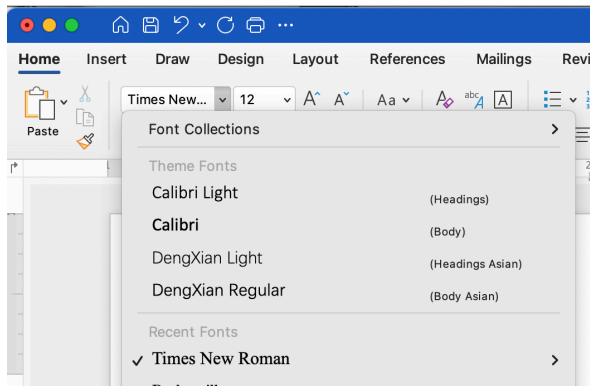 Home Insert Draw Design Layout References Mailings Revi
Times New... 12 Aa abc A A
Paste
Font Collections
Theme Fonts
Calibri Light (Headings)
Calibri (Body)
DengXian Light (Headings Asian)
DengXian Regular (Body Asian)
Recent Fonts
Times New Roman